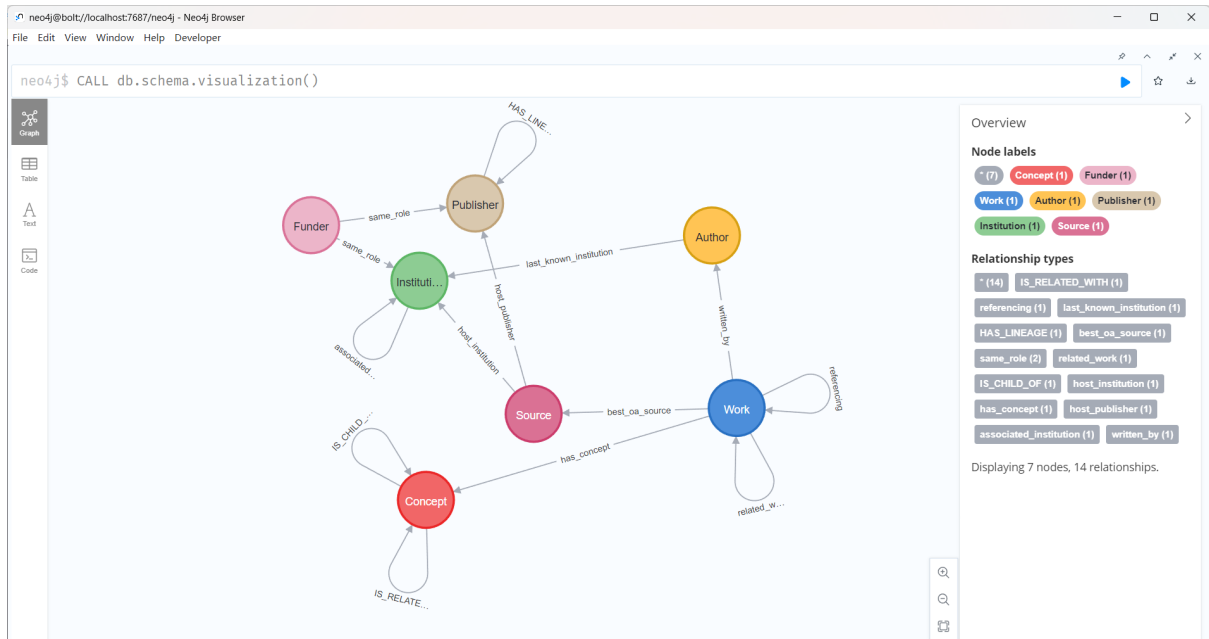 neo4j@bolt://localhost:7687/neo4j - Neo4j Browser
File Edit View Window Help Developer
neo4j$ CALL db.schema.visualization()
Graph
Table
Text
Code
HAS_LINE...
Publisher
Funder
same_role
same_role
Author
last_known_institution
Instituti...
host_publisher
written_by
associated...
host_institution
referencing
Source
best_oa_source
Work
IS_CHILD_...
has_concept
Concept
related_w...
IS_RELATE...
Overview
Node labels
* (7) Concept (1) Funder (1)
Work (1) Author (1) Publisher (1)
Institution (1) Source (1)
Relationship types
* (14) IS_RELATED_WITH (1)
referencing (1) last_known_institution (1)
HAS_LINEAGE (1) best_oa_source (1)
same_role (2) related_work (1)
IS_CHILD_OF (1) host_institution (1)
has_concept (1) host_publisher (1)
associated_institution (1) written_by (1)
Displaying 7 nodes, 14 relationships.